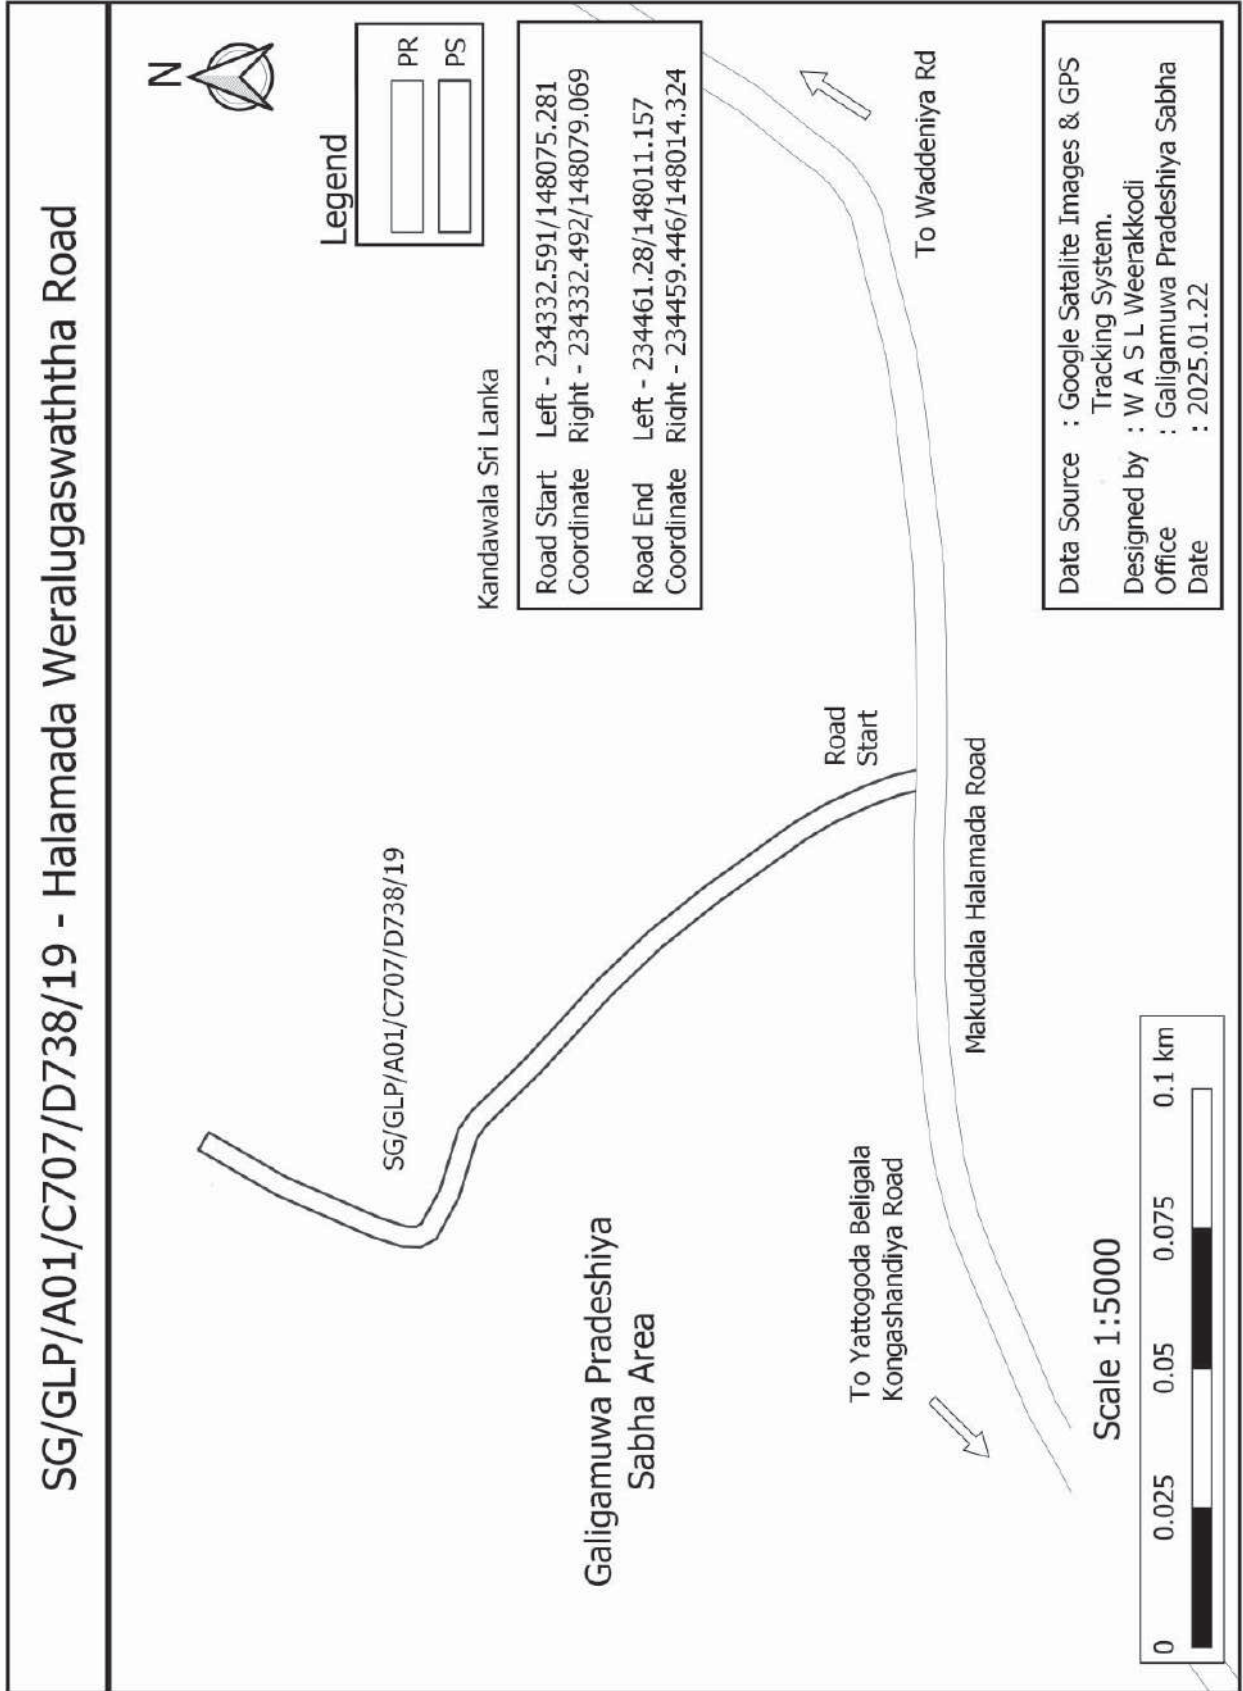 SG/GLP/A01/C707/D738/19 - Halamada Weralugaswaththa Road
N
Legend
PR
PS
Kandawala Sri Lanka
Road Start Left - 234332.591/148075.281
Coordinate Right - 234332.492/148079.069
Road End Left - 234461.28/148011.157
Coordinate Right - 234459.446/148014.324
SG/GLP/A01/C707/D738/19
Galigamuwa Pradeshiya
Sabha Area
Road
Start
To Waddeniya Rd
To Yattogoda Beligala
Kongashandiya Road
Makuddala Halamada Road
Scale 1:5000
0 0.025 0.05 0.075 0.1 km
Data Source : Google Satalite Images & GPS
Tracking System.
Designed by : W A S L Weerakkodi
Office : Galigamuwa Pradeshiya Sabha
Date : 2025.01.22